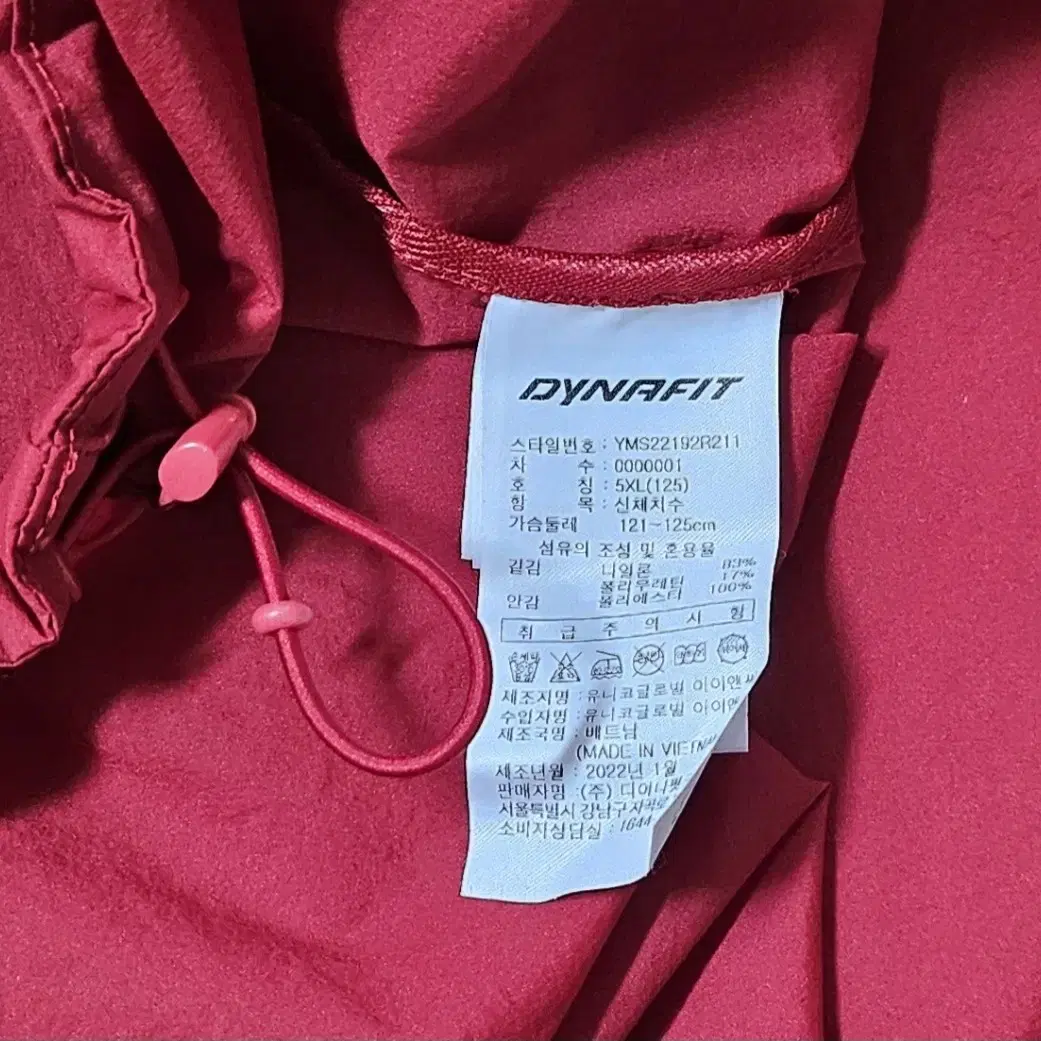 DYNAFIT
스타일번호 : YMS22192R211
차 수 : 0000001
호 칭 : 5XL(125)
항 목 : 신체치수
가슴둘레 121~125cm
섬유의 조성 및 혼용율
겉감 나일론 83%
폴리우레탄 17%
안감 폴리에스터 100%
취 급 주 의 사 항
제조자명 : 유니코글로벌 아이앤씨
수입자명 : 유니코글로벌 아이앤
제조국명 : 베트남
(MADE IN VIETNA
제조년월 : 2022년 1월
판매자명 : (주) 디아나핏
서울특별시 강남구 자곡로
소비자상담실 : 1644